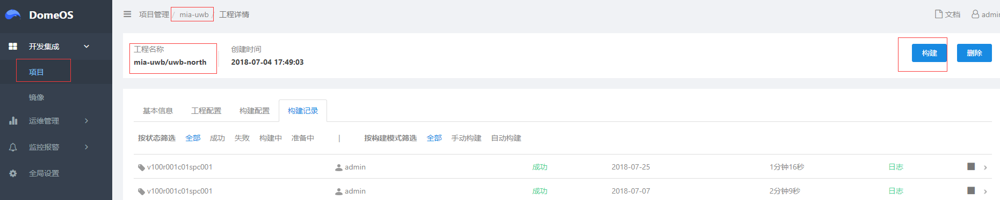 DomeOS
项目管理 / mia-uwb / 工程详情
文档
admin
开发集成
项目
镜像
运维管理
监控报警
全局设置
工程名称
mia-uwb/uwb-north
创建时间
2018-07-04 17:49:03
构建
删除
基本信息 工程配置 构建配置 构建记录
按状态筛选 全部 成功 失败 构建中 准备中 | 按构建模式筛选 全部 手动构建 自动构建
v100r001c01spc001 admin 成功 2018-07-25 1分钟16秒 日志
v100r001c01spc001 admin 成功 2018-07-07 2分钟9秒 日志